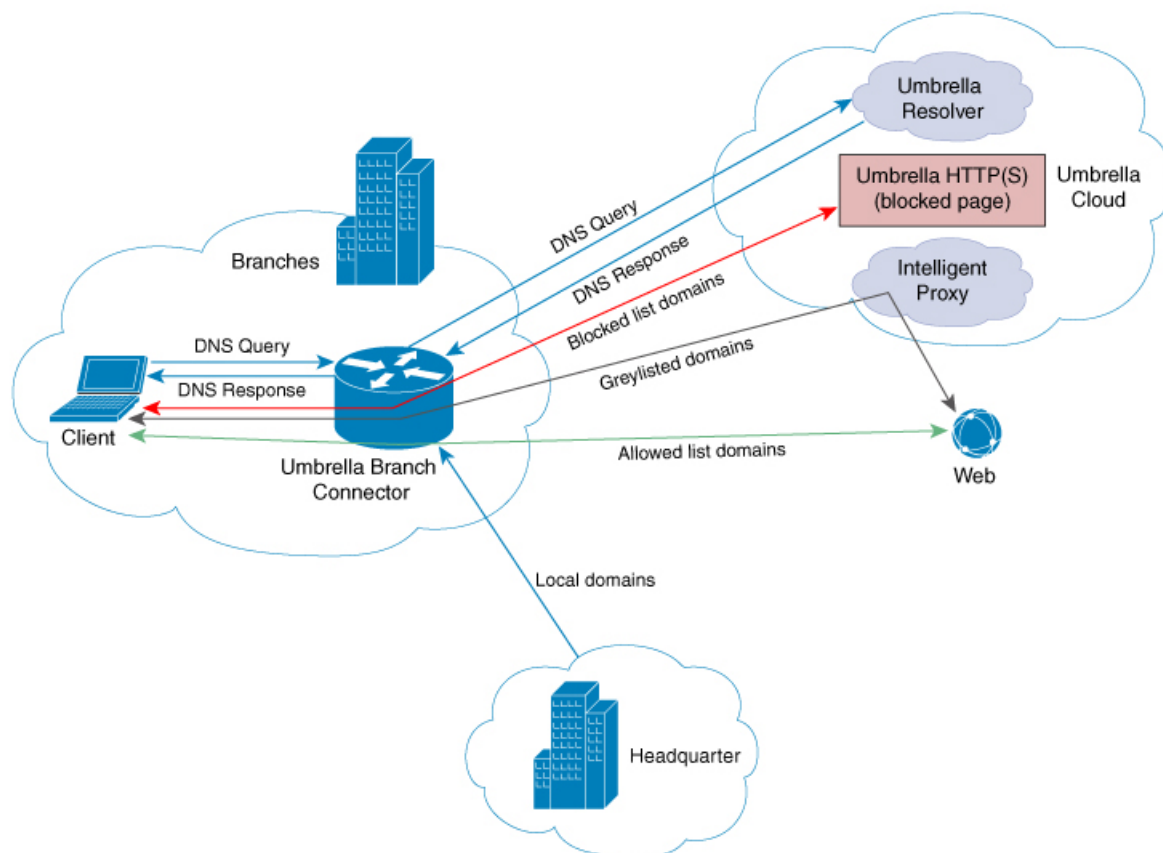 Umbrella
Resolver
Umbrella HTTP(S)
(blocked page)
Umbrella
Cloud
Intelligent
Proxy
Branches
DNS Query
DNS Response
Blocked list domains
Greylisted domains
DNS Query
DNS Response
Client
Allowed list domains
Web
Umbrella Branch
Connector
Local domains
Headquarter